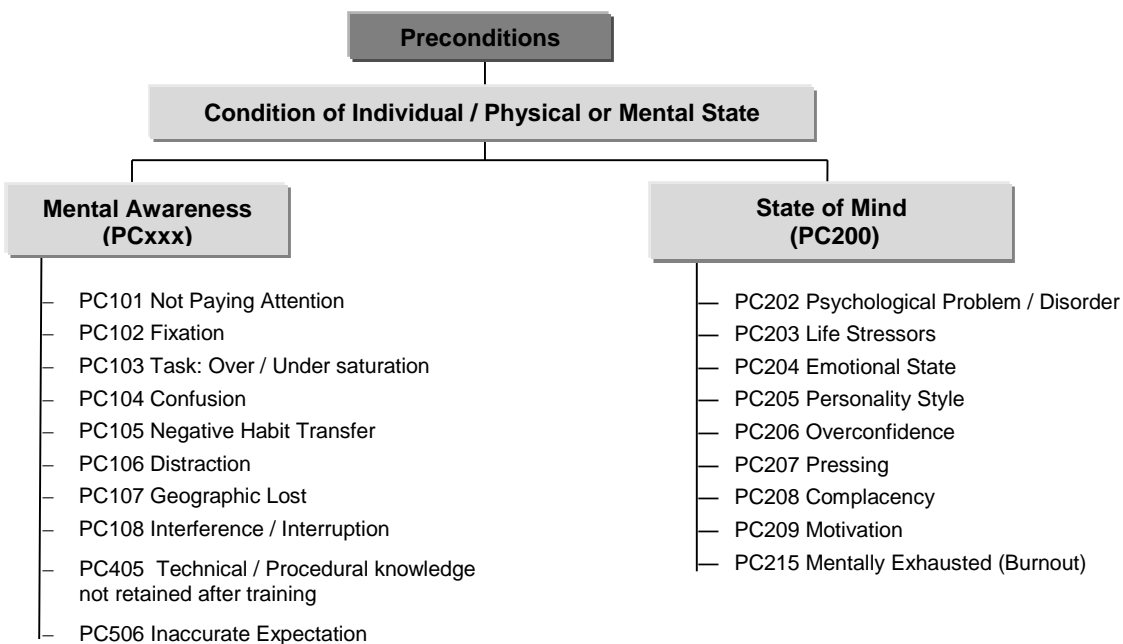 Preconditions
Condition of Individual / Physical or Mental State
Mental Awareness
(PCxxx)
PC101 Not Paying Attention
PC102 Fixation
PC103 Task: Over / Under saturation
PC104 Confusion
PC105 Negative Habit Transfer
PC106 Distraction
PC107 Geographic Lost
PC108 Interference / Interruption
PC405 Technical / Procedural knowledge
not retained after training
PC506 Inaccurate Expectation
State of Mind
(PC200)
PC202 Psychological Problem / Disorder
PC203 Life Stressors
PC204 Emotional State
PC205 Personality Style
PC206 Overconfidence
PC207 Pressing
PC208 Complacency
PC209 Motivation
PC215 Mentally Exhausted (Burnout)